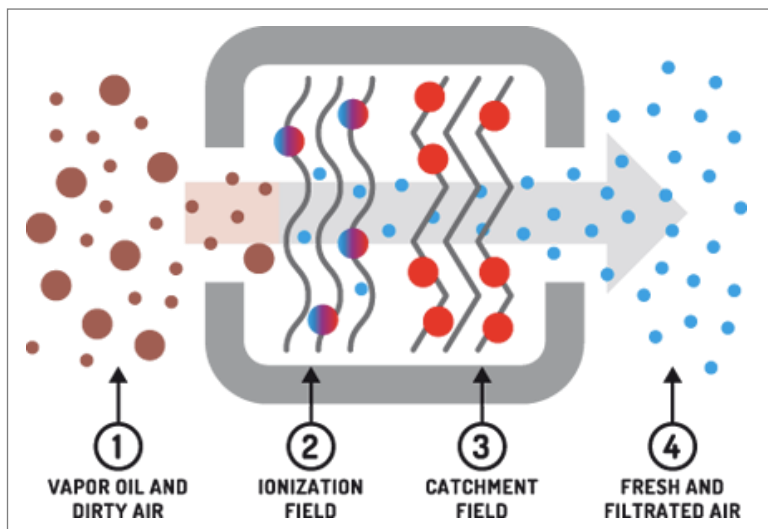 1
VAPOR OIL AND
DIRTY AIR
2
IONIZATION
FIELD
3
CATCHMENT
FIELD
4
FRESH AND
FILTRATED AIR